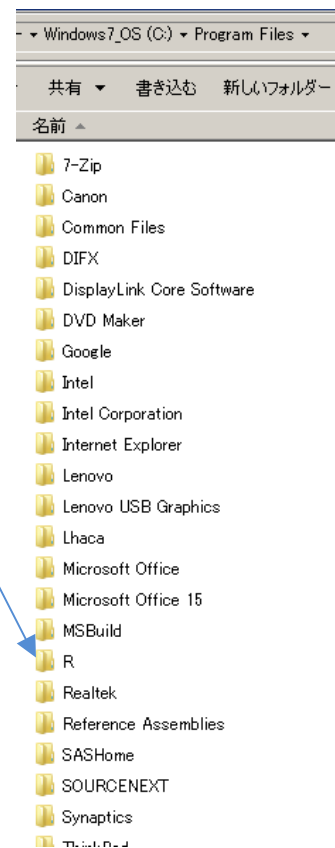 Windows7_OS (C:) ▾ Program Files ▾
共有 ▼ 書き込む 新しいフォルダー
名前
7-Zip
Canon
Common Files
DIFX
DisplayLink Core Software
DVD Maker
Google
Intel
Intel Corporation
Internet Explorer
Lenovo
Lenovo USB Graphics
Lhaca
Microsoft Office
Microsoft Office 15
MSBuild
R
Realtek
Reference Assemblies
SASHome
SOURCENEXT
Synaptics
ThinkPad